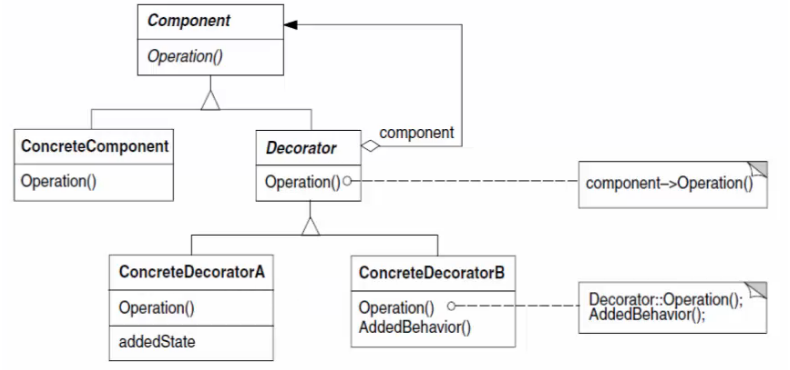 Component
Operation()
component
ConcreteComponent
Operation()
Decorator
Operation()
component–>Operation()
ConcreteDecoratorA
Operation()
addedState
ConcreteDecoratorB
Operation()
AddedBehavior()
Decorator::Operation();
AddedBehavior();